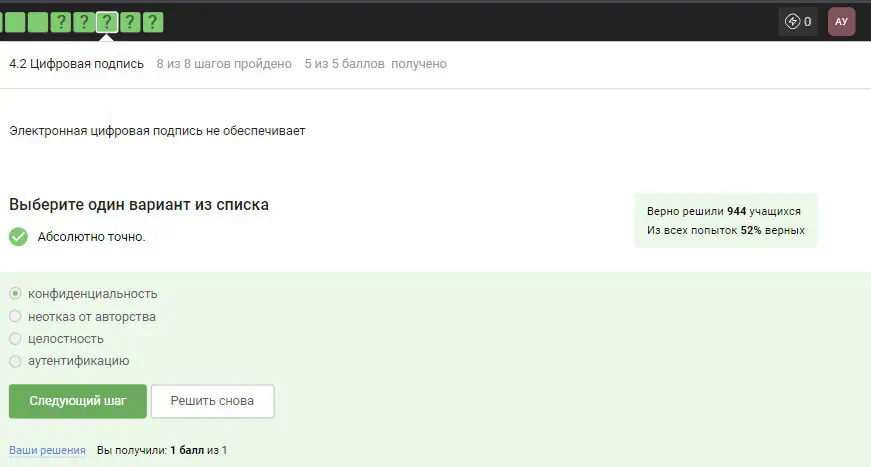 ? ? ? ? ?
0
АУ
4.2 Цифровая подпись 8 из 8 шагов пройдено 5 из 5 баллов получено
Электронная цифровая подпись не обеспечивает
Выберите один вариант из списка
Абсолютно точно.
Верно решили 944 учащихся
Из всех попыток 52% верных
конфиденциальность
неотказ от авторства
целостность
аутентификацию
Следующий шаг
Решить снова
Ваши решения Вы получили: 1 балл из 1